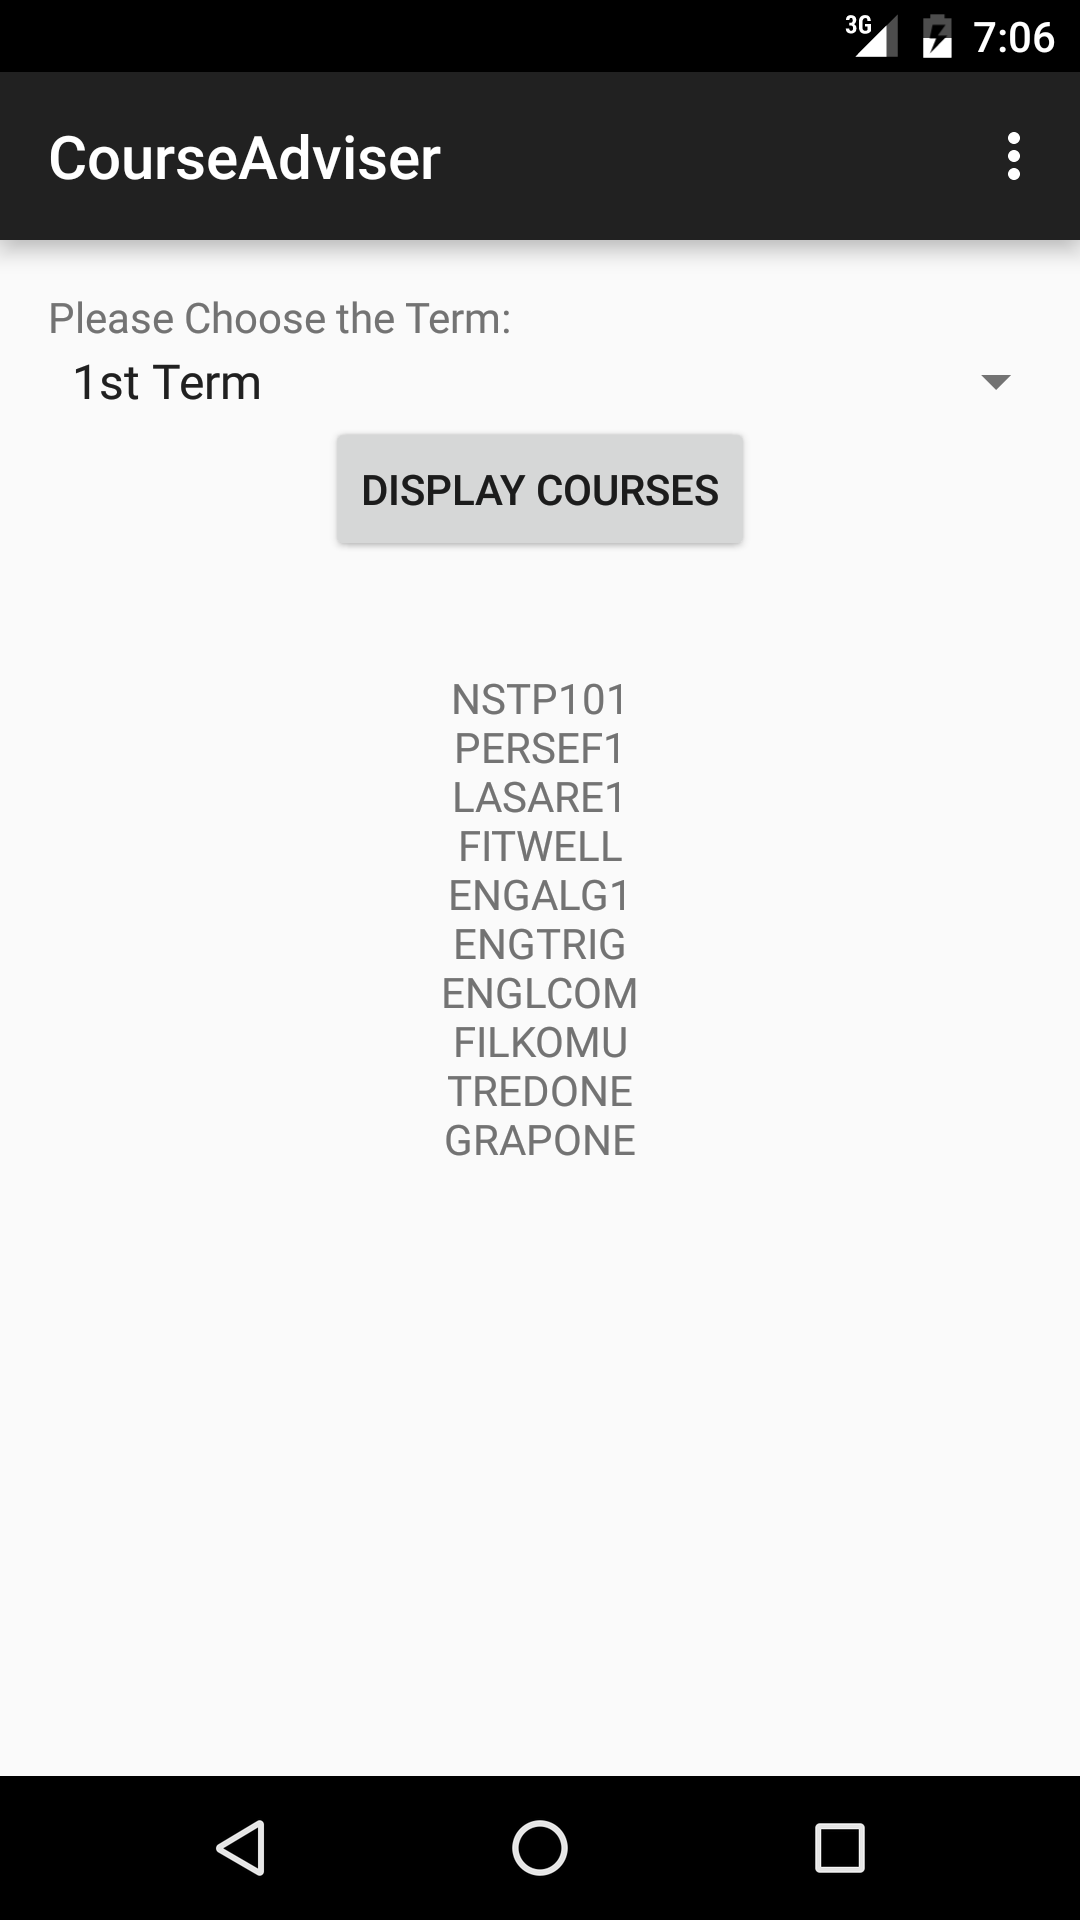 3G 7:06
CourseAdviser
Please Choose the Term:
1st Term
DISPLAY COURSES
NSTP101
PERSEF1
LASARE1
FITWELL
ENGALG1
ENGTRIG
ENGLCOM
FILKOMU
TREDONE
GRAPONE